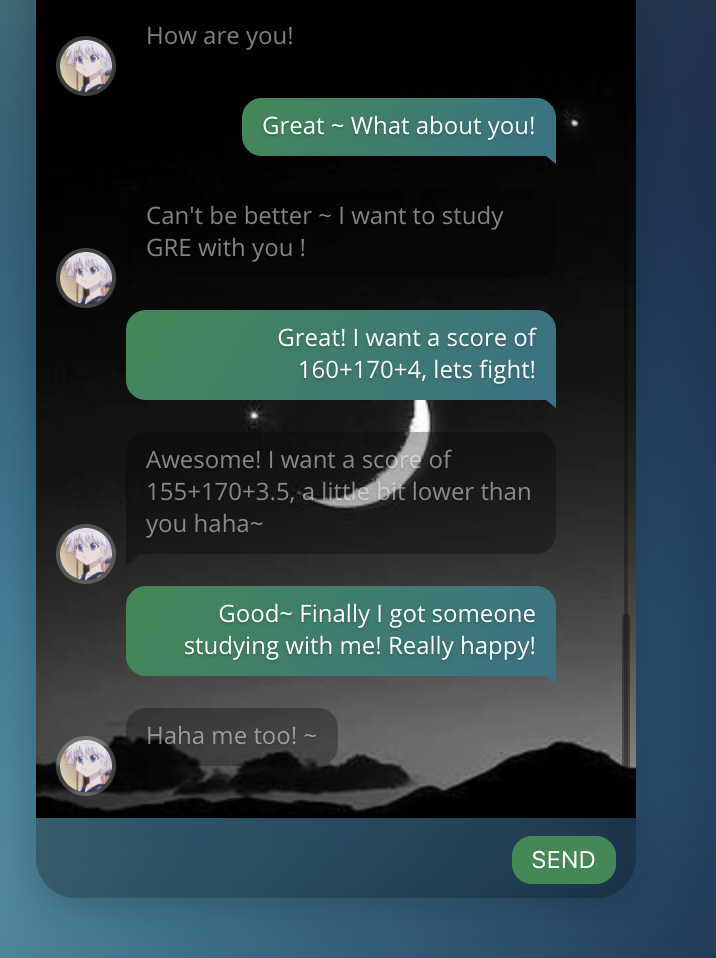 How are you!
Great ~ What about you!
Can't be better ~ I want to study
GRE with you !
Great! I want a score of
160+170+4, lets fight!
Awesome! I want a score of
155+170+3.5, a little bit lower than
you haha~
Good~ Finally I got someone
studying with me! Really happy!
Haha me too! ~
SEND